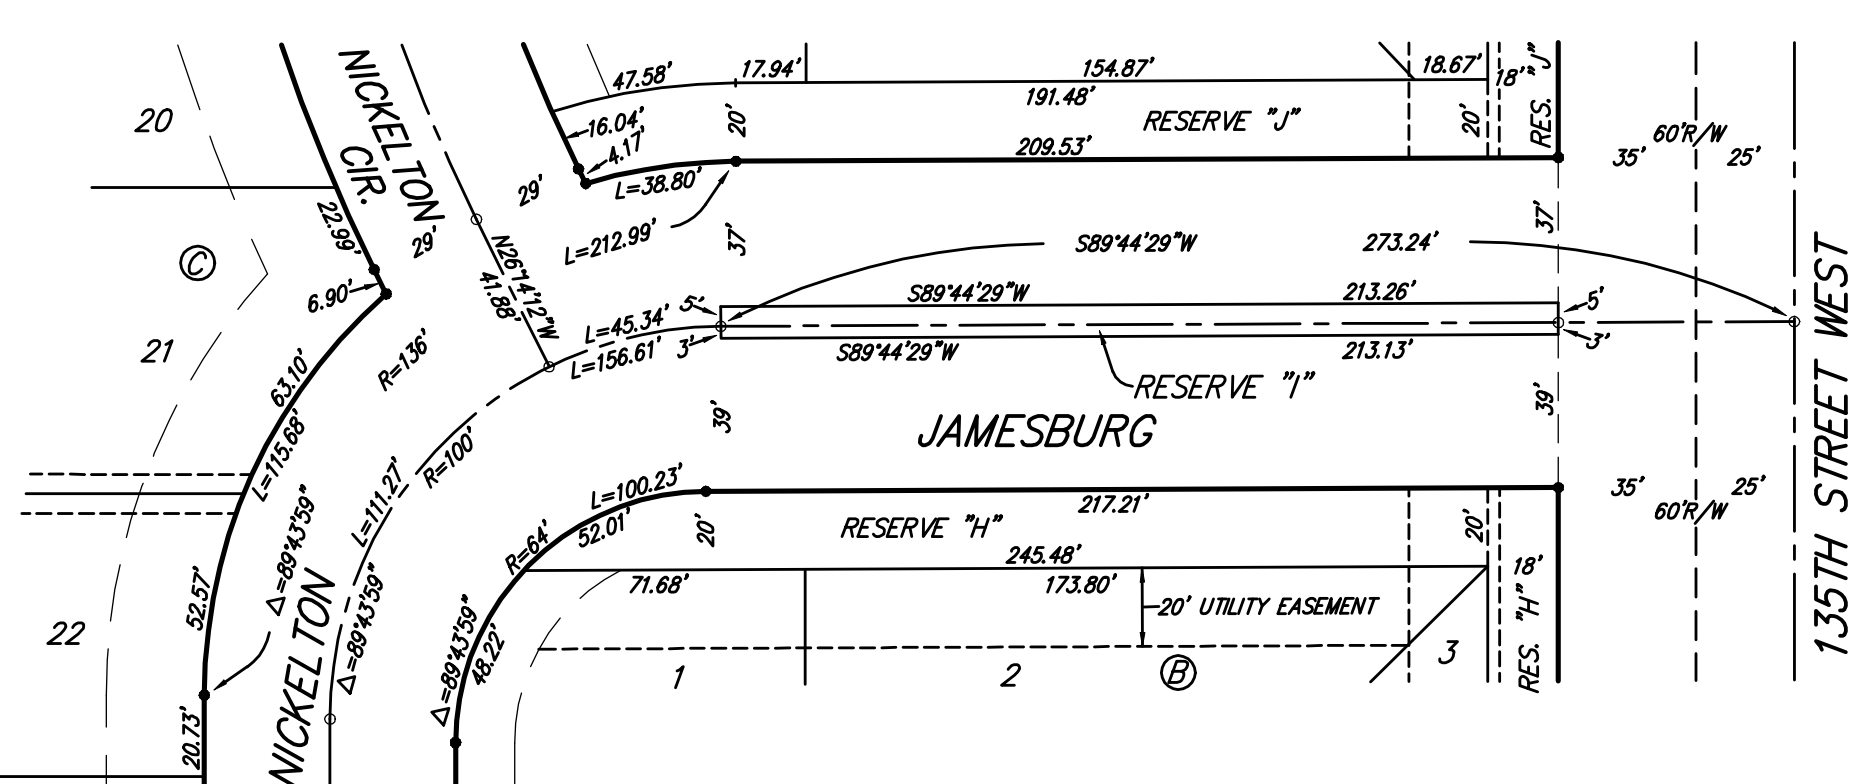 NICKELTON
CIR.
20
47.58'
17.94'
154.87'
18.67'
18'
RES. "J"
191.48'
16.04'
4.17'
20'
RESERVE "J"
20'
209.53'
60'R/W
35'
25'
L=38.80'
29'
22.99'
29'
L=212.99'
37'
37'
S89°44'29"W
273.24'
C
N26°14'12"W
41.88'
6.90'
S89°44'29"W
213.26'
5'
5'
L=45.34'
L=156.61'
3'
3'
S89°44'29"W
213.13'
21
R=136'
63.10'
L=115.68'
RESERVE "I"
39'
39'
JAMESBURG
135TH STREET WEST
R=100'
L=111.27'
L=100.23'
52.01'
R=64'
20'
217.21'
RESERVE "H"
20'
35'
25'
60'R/W
245.48'
71.68'
173.80'
18'
RES. "H"
20' UTILITY EASEMENT
△=89°43'59"
△=89°43'59"
△=89°43'59"
48.22'
52.57'
22
1
2
B
3
20.73'
NICKELTON